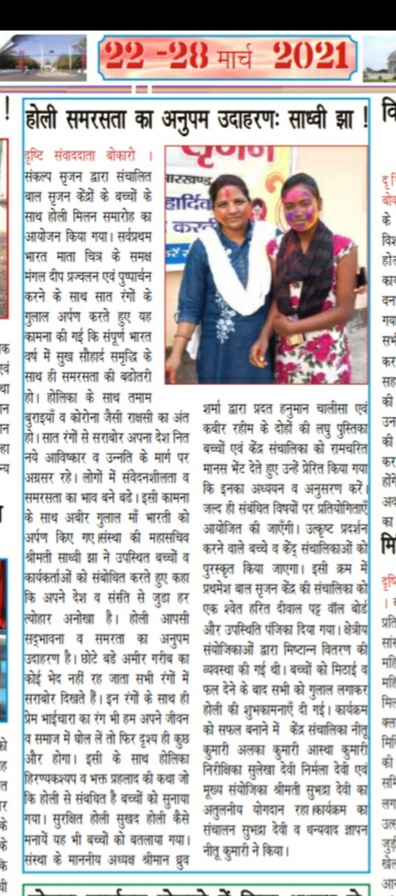 22 -28 मार्च 2021
होली समरसता का अनुपम उदाहरणः साध्वी झा !
दृष्टि संवाददाता बोकारो ।
संकल्प सृजन द्वारा संचालित
बाल सृजन केंद्रों के बच्चों के
साथ होली मिलन समारोह का
आयोजन किया गया। सर्वप्रथम
भारत माता चित्र के समक्ष
मंगल दीप प्रज्वलन एवं पुष्पार्चन
करने के साथ सात रंगों के
गुलाल अर्पण करते हुए यह
कामना की गई कि संपूर्ण भारत
वर्ष में सुख सौहार्द समृद्धि के
साथ ही समरसता की बढोतरी
हो। होलिका के साथ तमाम
बुराइयाँ व कोरोना जैसी राक्षसी का अंत
हो।सात रंगों से सराबोर अपना देश नित
नये आविष्कार व उन्नति के मार्ग पर
अग्रसर रहे। लोगों में संवेदनशीलता व
समरसता का भाव बने बढे। इसी कामना
के साथ अवीर गुलाल माँ भारती को
अर्पण किए गए।संस्था की महासचिव
श्रीमती साध्वी झा ने उपस्थित बच्चों व
कार्यकर्ताओं को संबोधित करते हुए कहा
कि अपने देश व संसंति से जुडा हर
त्योहार अनोखा है। होली आपसी
सद्भावना व समरता का अनुपम
उदाहरण है। छोटे बडे अमीर गरीब का
कोई भेद नहीं रह जाता सभी रंगों में
सराबोर दिखते हैं। इन रंगों के साथ ही
प्रेम भाईचारा का रंग भी हम अपने जीवन
व समाज में घोल लें तो फिर दृश्य ही कुछ
और होगा। इसी के साथ होलिका
हिरण्यकश्यप व भक्त प्रहलाद की कथा जो
कि होली से संबधित है बच्चों को सुनाया
गया। सुरक्षित होली सुखद होली कैसे
मनायें यह भी बच्चों को बतलाया गया।
संस्था के माननीय अध्यक्ष श्रीमान ध्रुव
शर्मा द्वारा प्रदत हनुमान चालीसा एवं
कबीर रहीम के दोहों की लघु पुस्तिका
बच्चों एवं केंद्र संचालिका को रामचरित
मानस भेंट देते हुए उन्हें प्रेरित किया गया
कि इनका अध्ययन व अनुसरण करें।
जल्द ही संबंधित विषयों पर प्रतियोगिताएँ
आयोजित की जाएँगी। उत्कृष्ट प्रदर्शन
करने वाले बच्चे व केंद्र संचालिकाओं को
पुरस्कृत किया जाएगा। इसी क्रम में
प्रथमेश बाल सृजन केंद्र की संचालिका को
एक श्वेत हरित दीवाल पट्ट वॉल बोर्ड
और उपस्थिति पंजिका दिया गया। क्षेत्रीय
संयोजिकाओं द्वारा मिष्टान्न वितरण की
व्यवस्था की गई थी। बच्चों को मिठाई व
फल देने के बाद सभी को गुलाल लगाकर
होली की शुभकामनाएँ दी गई। कार्यक्रम
को सफल बनाने में केंद्र संचालिका नीतू
कुमारी अलका कुमारी आस्था कुमारी
निरीक्षिका सुलेखा देवी निर्मला देवी एवं
मुख्य संयोजिका श्रीमती सुभद्रा देवी का
अतुलनीय योगदान रहा।कार्यक्रम का
संचालन सुभद्रा देवी व धन्यवाद ज्ञापन
नीतू कुमारी ने किया।